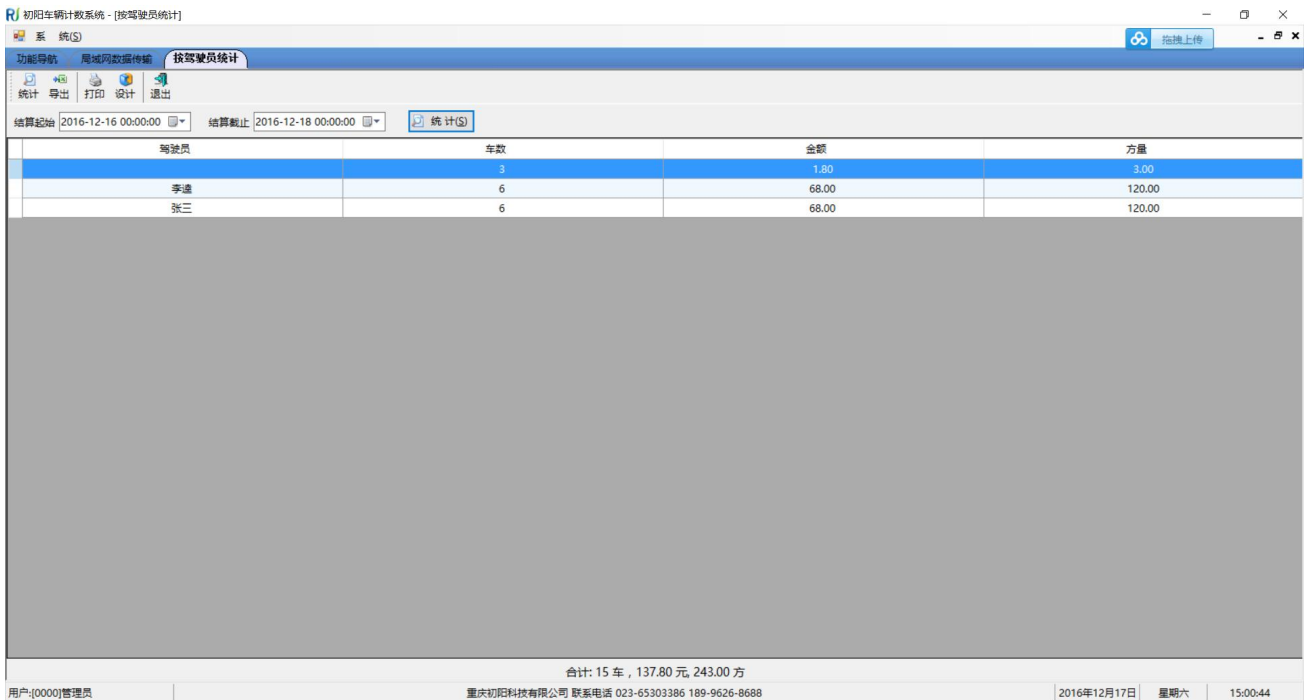 初阳车辆计数系统 - [按驾驶员统计]
系 统(S)
拖拽上传
功能导航 局域网数据传输 按驾驶员统计
统计 导出 打印 设计 退出
结算起始 2016-12-16 00:00:00 结算截止 2016-12-18 00:00:00 统 计(S)
驾驶员 车数 金额 方量
3 1.80 3.00
李逵 6 68.00 120.00
张三 6 68.00 120.00
合计: 15 车 , 137.80 元, 243.00 方
用户:[0000]管理员 重庆初阳科技有限公司 联系电话 023-65303386 189-9626-8688 2016年12月17日 星期六 15:00:44